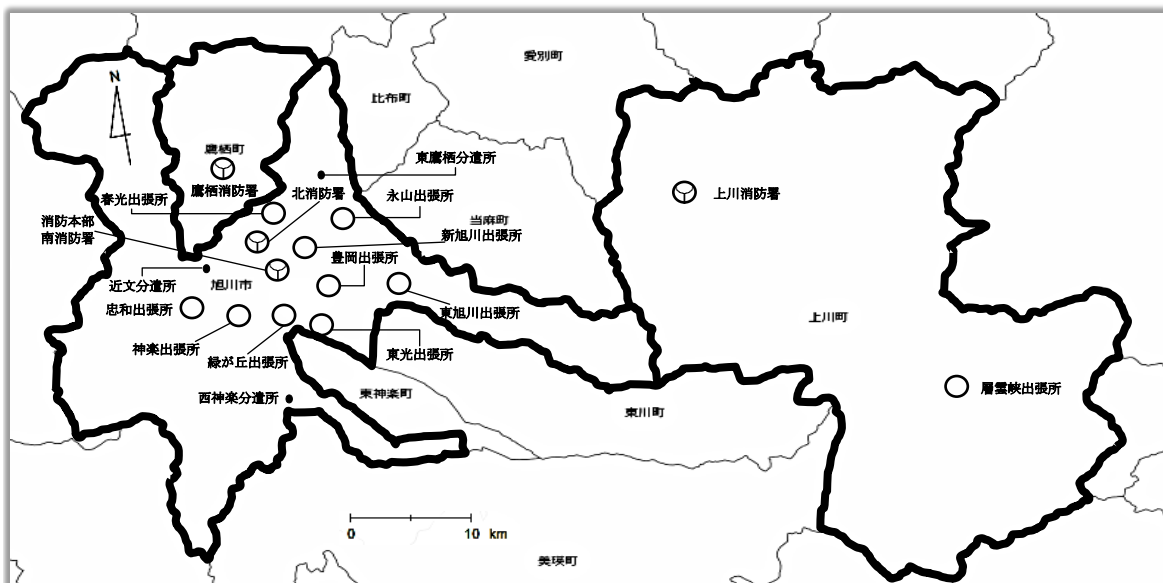 愛別町
比布町
N
鷹栖町
鷹栖消防署
東鷹栖分遣所
北消防署
春光出張所
永山出張所
上川消防署
当麻町
消防本部
南消防署
新旭川出張所
豊岡出張所
近文分遣所
旭川市
忠和出張所
東旭川出張所
上川町
神楽出張所
緑が丘出張所
東光出張所
層雲峡出張所
西神楽分遣所
東神楽町
東川町
0 10 km
美瑛町